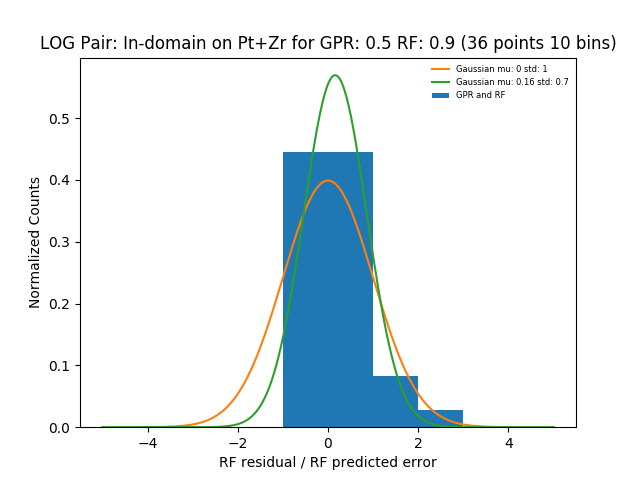 LOG Pair: In-domain on Pt+Zr for GPR: 0.5 RF: 0.9 (36 points 10 bins)
Gaussian mu: 0 std: 1
Gaussian mu: 0.16 std: 0.7
GPR and RF
Normalized Counts
0.5
0.4
0.3
0.2
0.1
0.0
−4 −2 0 2 4
RF residual / RF predicted error